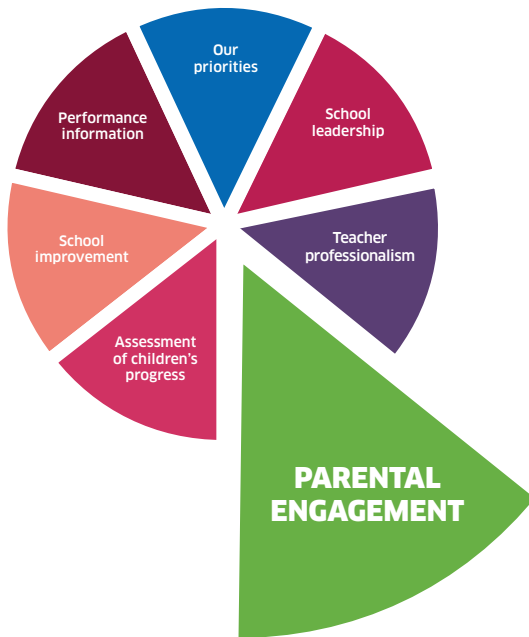 Our
priorities
School
leadership
Teacher
professionalism
PARENTAL
ENGAGEMENT
Assessment
of children's
progress
School
improvement
Performance
information